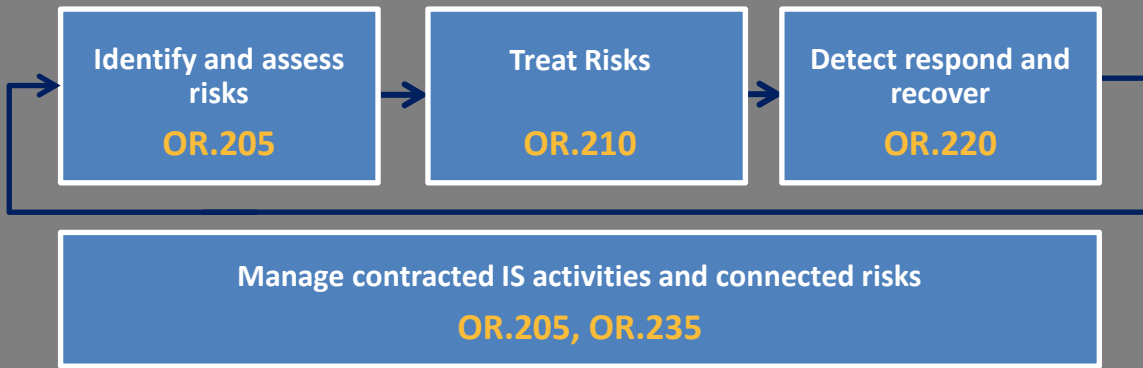 Identify and assess
risks
OR.205
Treat Risks
OR.210
Detect respond and
recover
OR.220
Manage contracted IS activities and connected risks
OR.205, OR.235